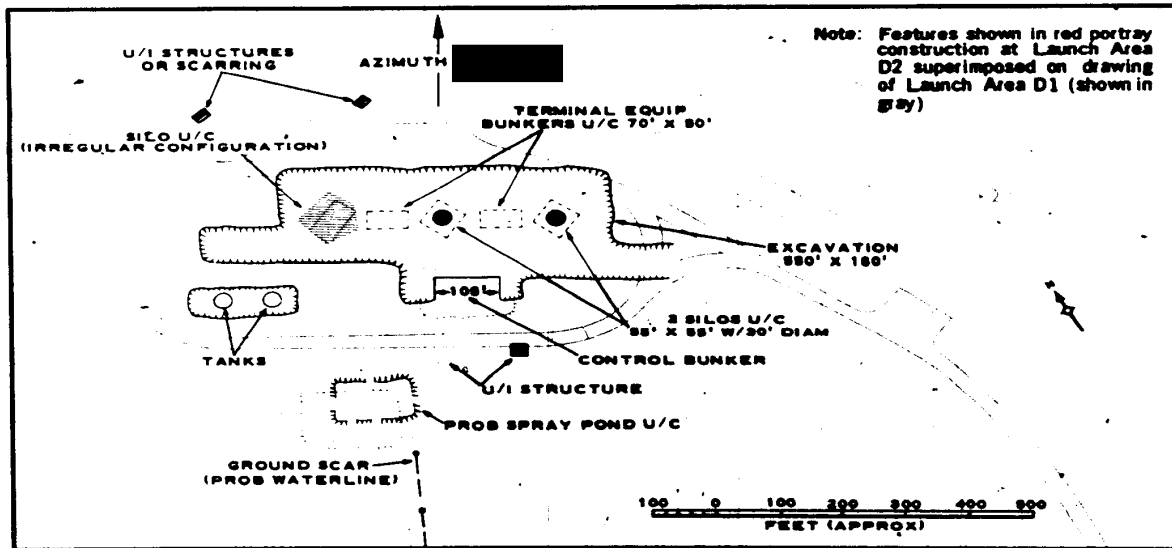 U/I STRUCTURES
OR SCARRING
AZIMUTH
Note: Features shown in red portray
construction at Launch Area
D2 superimposed on drawing
of Launch Area D1 (shown in
gray)
TERMINAL EQUIP
BUNKERS U/C 70' X 50'
SILO U/C
(IRREGULAR CONFIGURATION)
EXCAVATION
550' X 160'
106'
2 SILOS U/C
55' X 55' W/30' DIAM
CONTROL BUNKER
TANKS
U/I STRUCTURE
PROB SPRAY POND U/C
GROUND SCAR
(PROB WATERLINE)
N
100 0 100 200 300 400 500
FEET (APPROX)